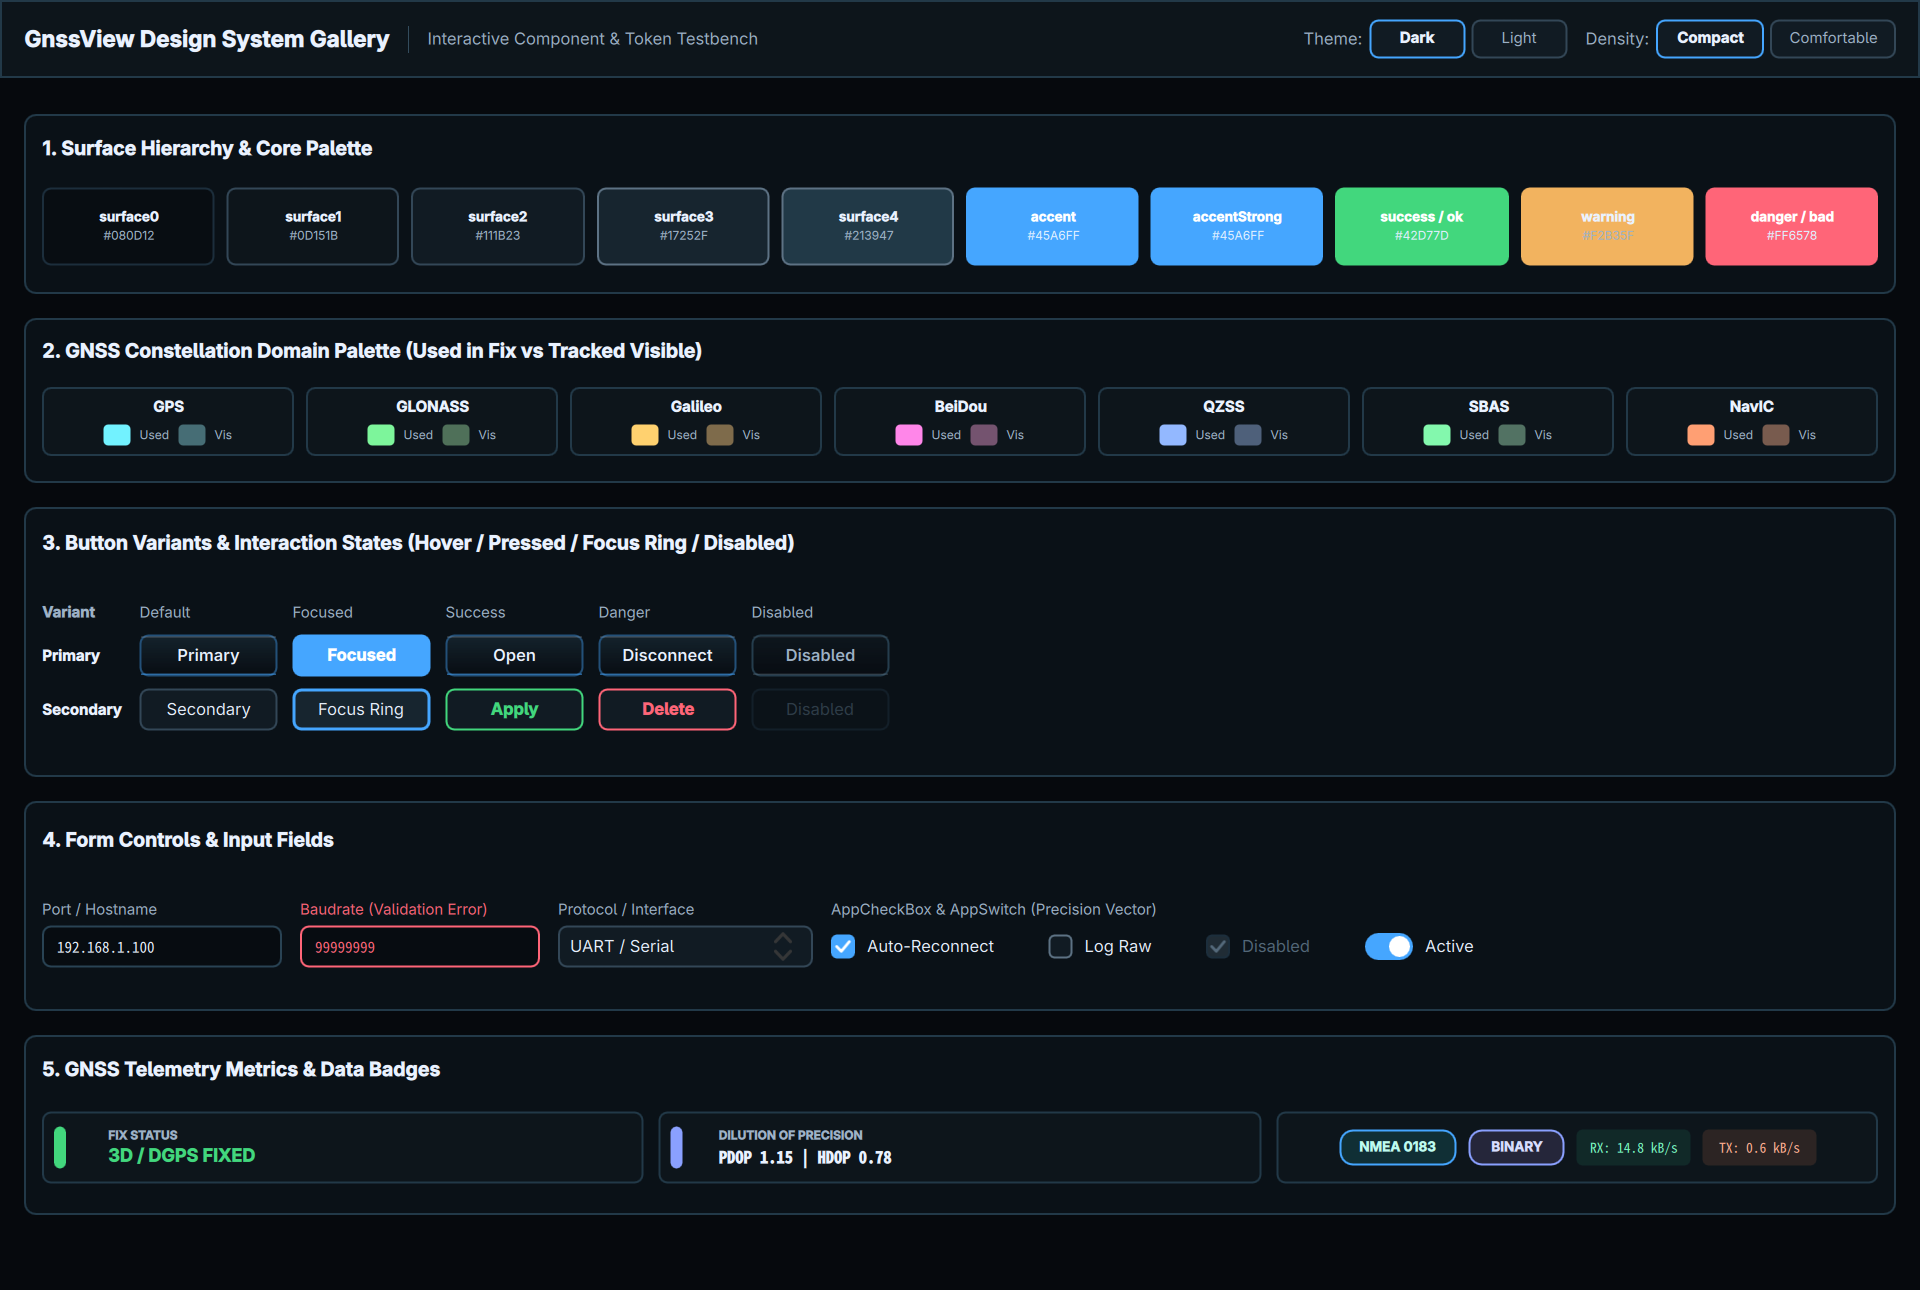 GnssView Design System Gallery
Interactive Component & Token Testbench
Theme: Dark Light Density: Compact Comfortable
1. Surface Hierarchy & Core Palette
surface0 surface1 surface2 surface3 surface4 accent accentStrong success / ok warning danger / bad
#080D12 #0D151B #111B23 #17252F #213947 #45A6FF #45A6FF #42D77D #FF6578
2. GNSS Constellation Domain Palette (Used in Fix vs Tracked Visible)
GPS GLONASS Galileo BeiDou QZSS SBAS NavIC
Used Vis Used Vis Used Vis Used Vis Used Vis Used Vis Used Vis
3. Button Variants & Interaction States (Hover / Pressed / Focus Ring / Disabled)
Variant Default Focused Success Danger Disabled
Primary Primary Focused Open Disconnect Disabled
Secondary Secondary Focus Ring Apply Delete Disabled
4. Form Controls & Input Fields
Port / Hostname Baudrate (Validation Error) Protocol / Interface AppCheckBox & AppSwitch (Precision Vector)
192.168.1.100 99999999 UART / Serial Auto-Reconnect Log Raw Disabled Active
5. GNSS Telemetry Metrics & Data Badges
FIX STATUS
3D / DGPS FIXED
DILUTION OF PRECISION
PDOP 1.15 | HDOP 0.78
NMEA 0183 BINARY RX: 14.8 kB/s TX: 0.6 kB/s